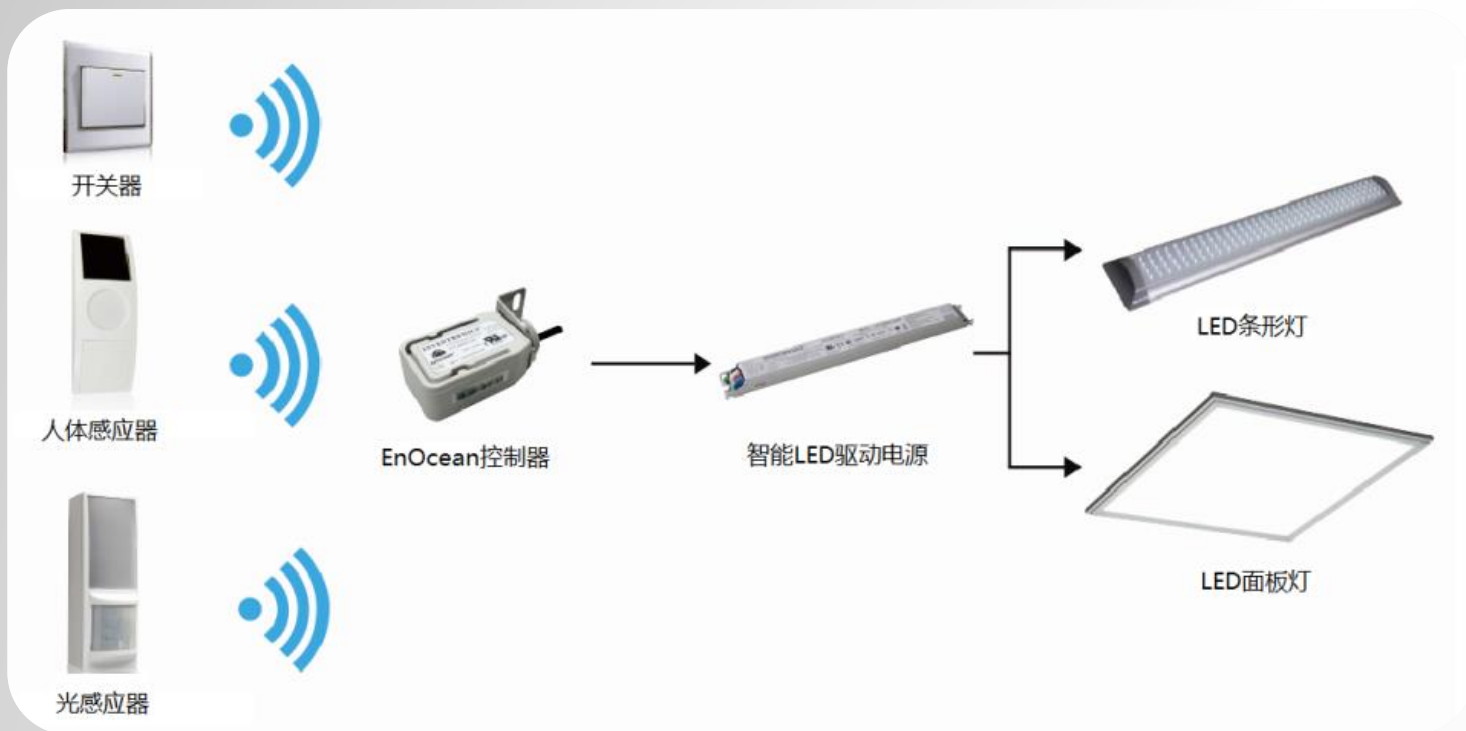 开关器
人体感应器
光感应器
EnOcean控制器
INVENTRONICS
智能LED驱动电源
LED条形灯
LED面板灯